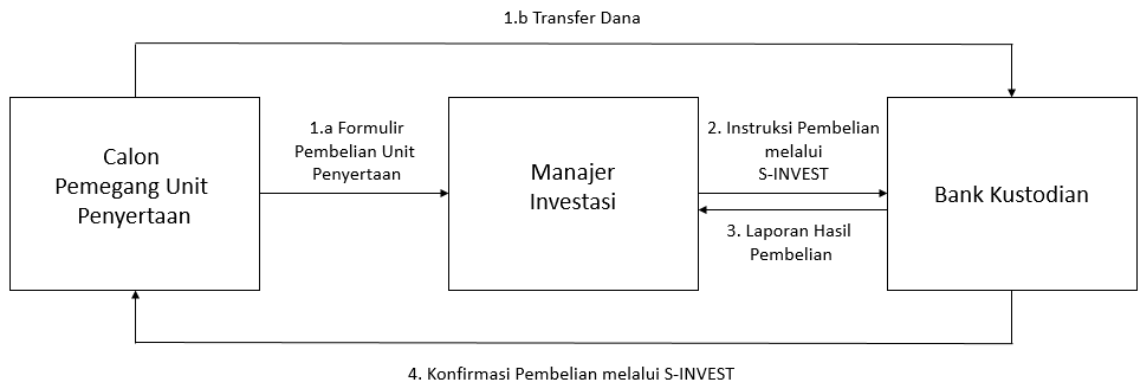 1.b Transfer Dana
Calon
Pemegang Unit
Penyertaan
1.a Formulir
Pembelian Unit
Penyertaan
Manajer
Investasi
2. Instruksi Pembelian
melalui
S-INVEST
3. Laporan Hasil
Pembelian
Bank Kustodian
4. Konfirmasi Pembelian melalui S-INVEST